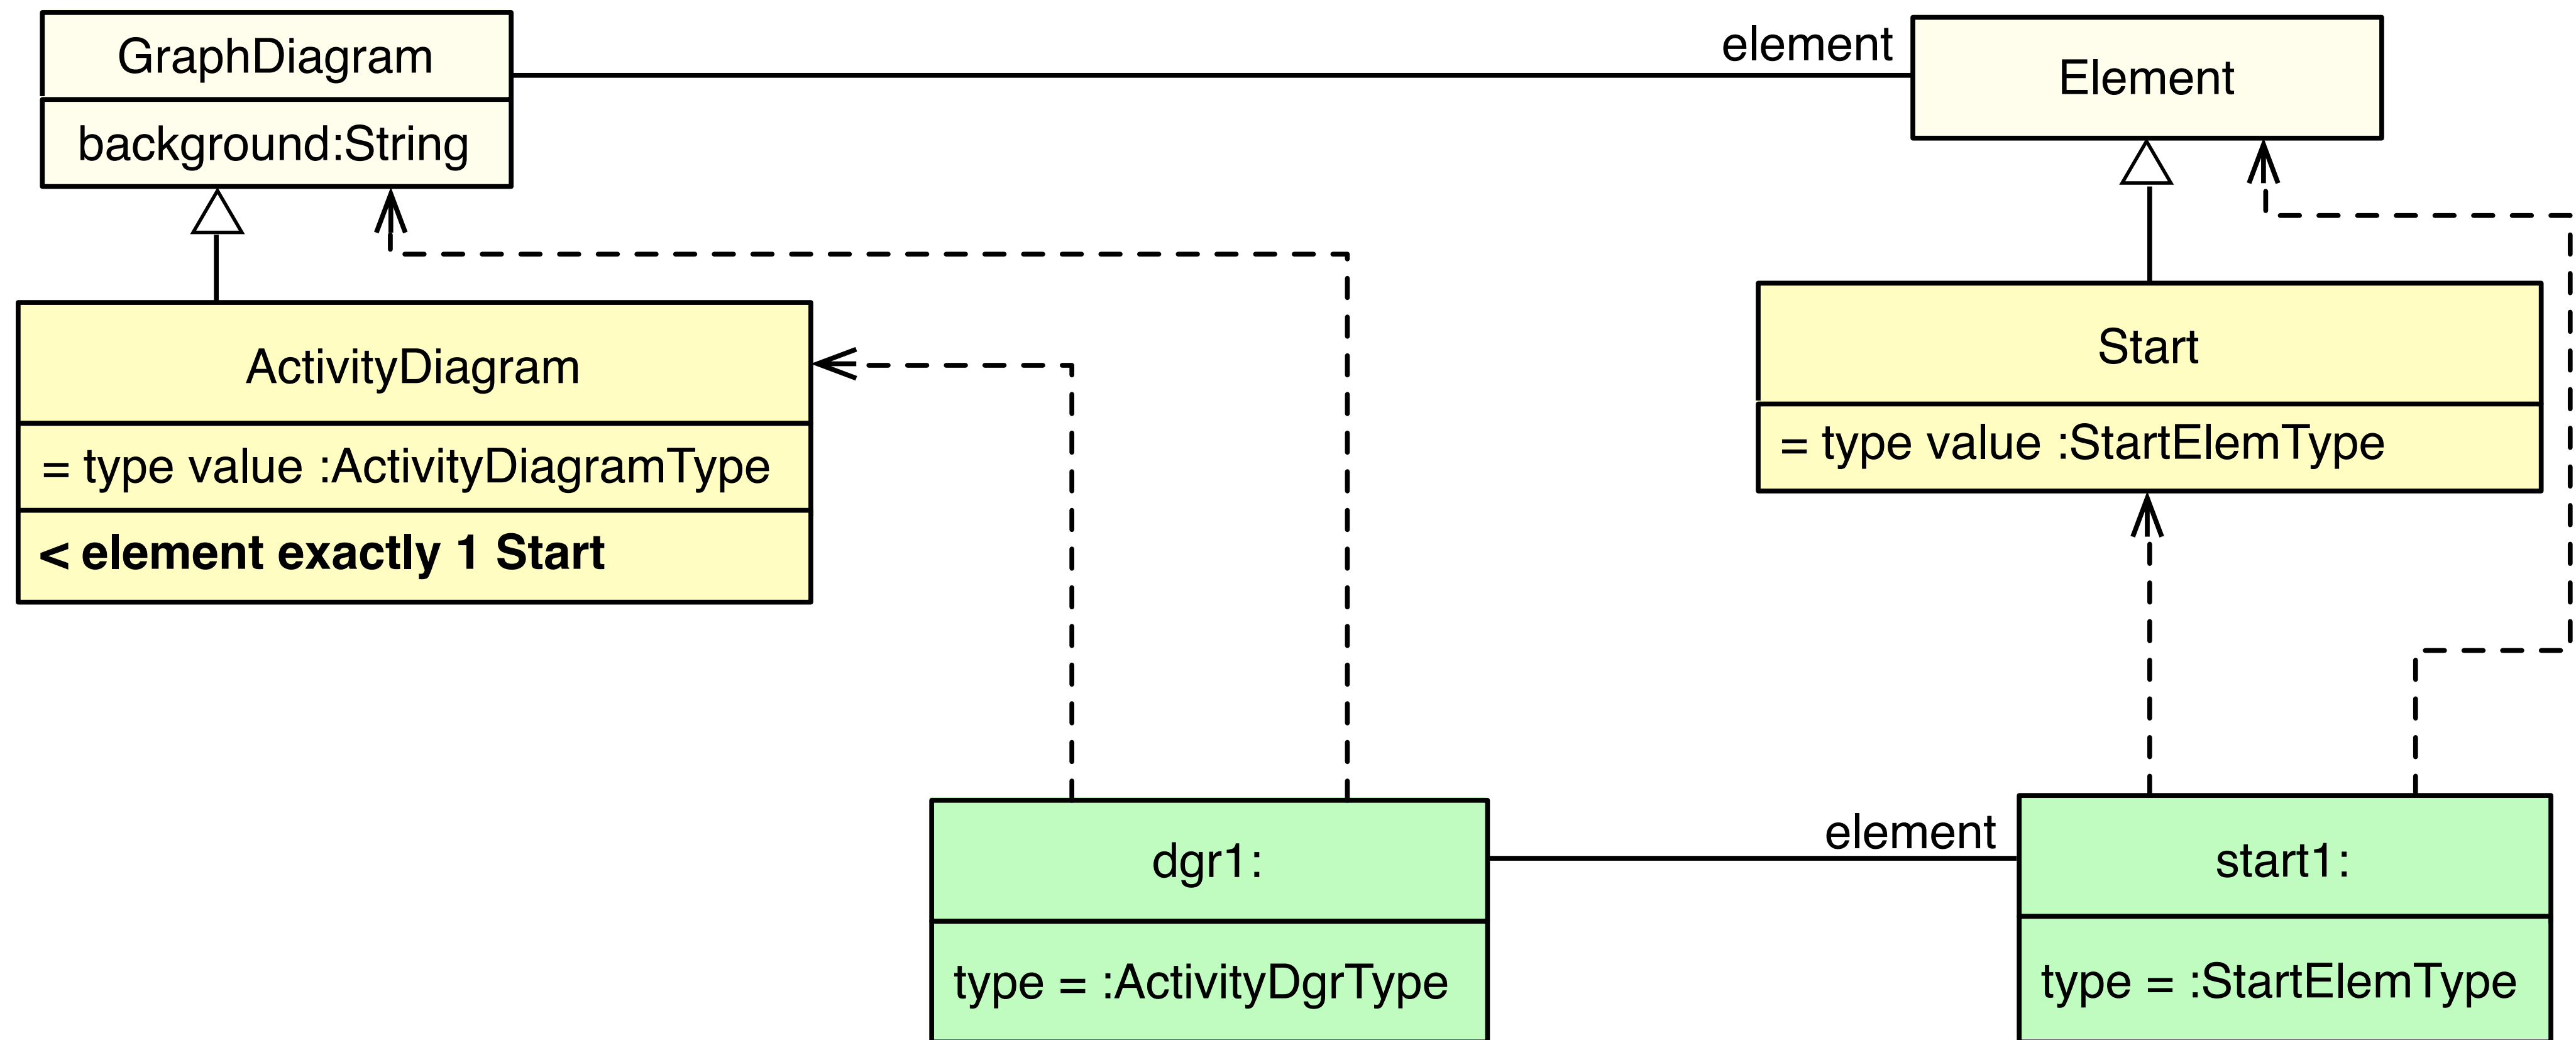 GraphDiagram
background:String
element
Element
ActivityDiagram
= type value :ActivityDiagramType
< element exactly 1 Start
Start
= type value :StartElemType
dgr1:
type = :ActivityDgrType
element
start1:
type = :StartElemType